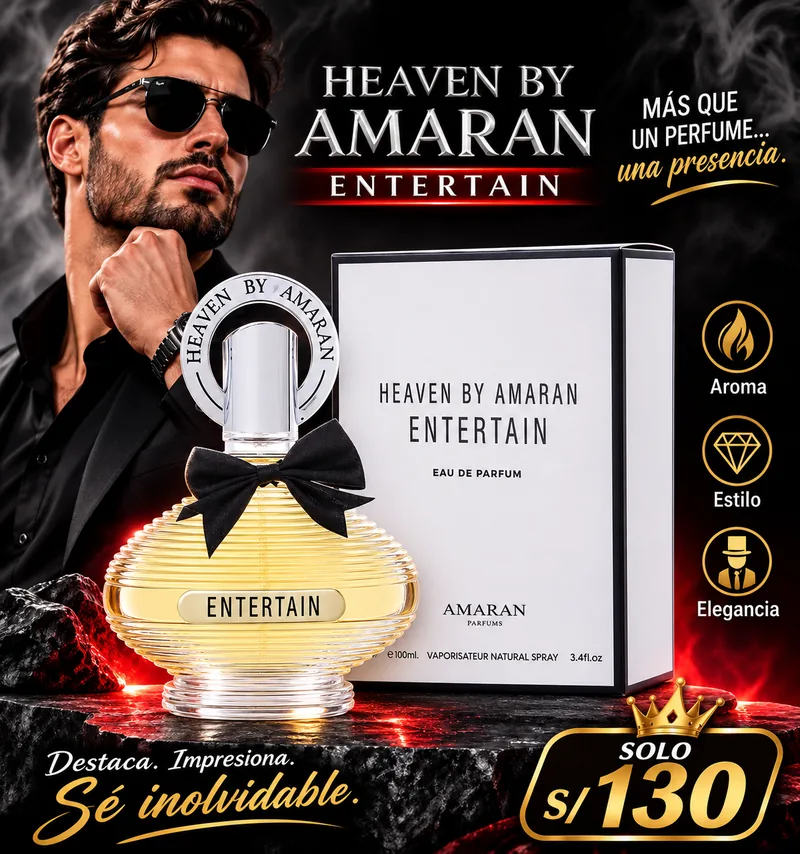 HEAVEN BY
AMARAN
ENTERTAIN
MÁS QUE
UN PERFUME...
una presencia.
HEAVEN BY AMARAN
HEAVEN BY AMARAN
ENTERTAIN
EAU DE PARFUM
AMARAN
PARFUMS
e100ml. VAPORISATEUR NATURAL SPRAY 3.4fl.oz
ENTERTAIN
Aroma
Estilo
Elegancia
Destaca. Impresiona.
Sé inolvidable.
SOLO
S/130